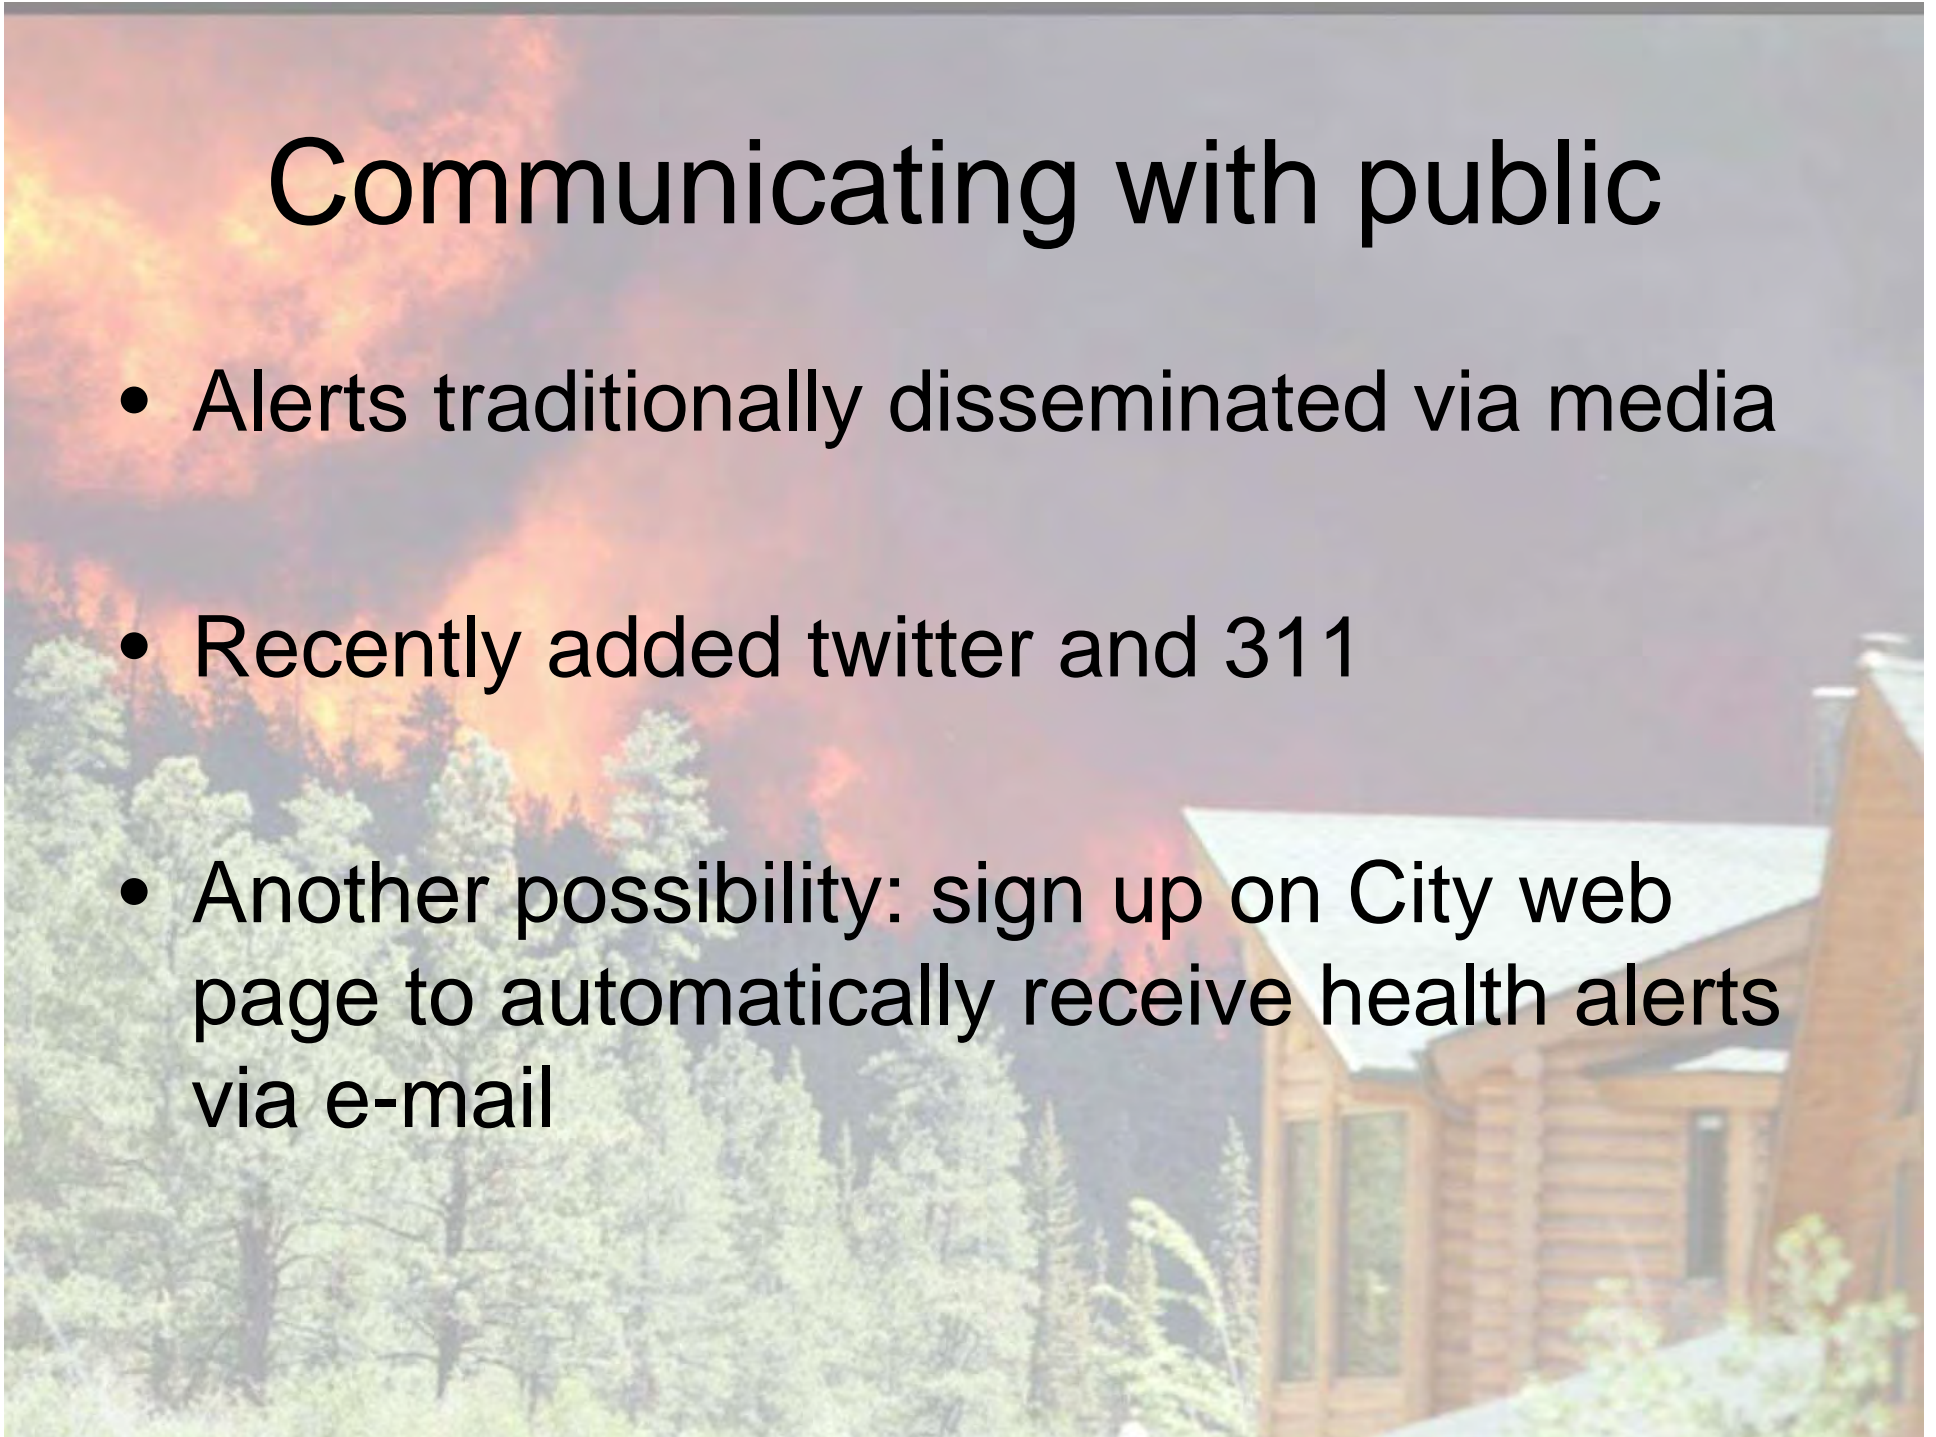 Communicating with public
• Alerts traditionally disseminated via media
• Recently added twitter and 311
• Another possibility: sign up on City web
page to automatically receive health alerts
via e-mail